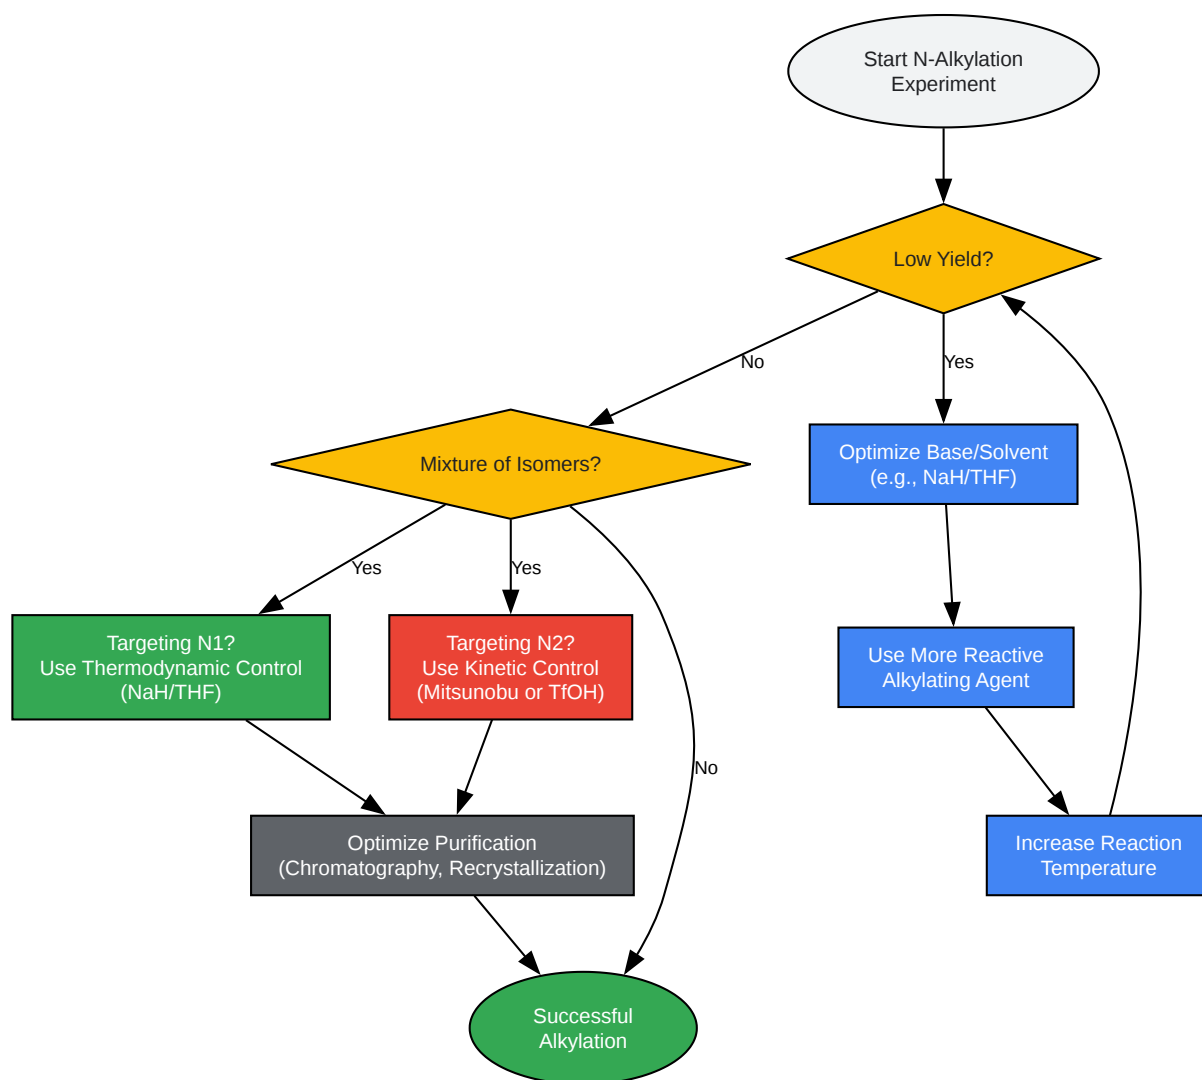 Start N-Alkylation
Experiment
Low Yield?
No
Yes
Mixture of Isomers?
Optimize Base/Solvent
(e.g., NaH/THF)
Yes
Yes
Targeting N1?
Use Thermodynamic Control
(NaH/THF)
Targeting N2?
Use Kinetic Control
(Mitsunobu or TfOH)
Use More Reactive
Alkylating Agent
No
Optimize Purification
(Chromatography, Recrystallization)
Increase Reaction
Temperature
Successful
Alkylation